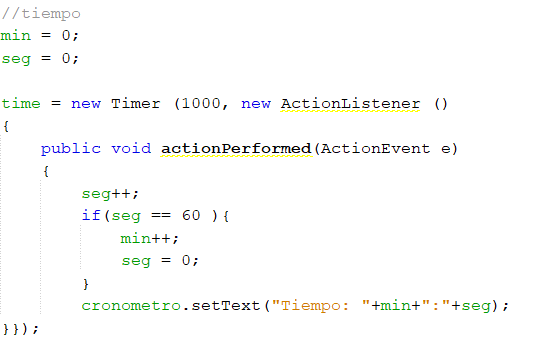 //tiempo
min = 0;
seg = 0;
time = new Timer (1000, new ActionListener ()
{
public void actionPerformed(ActionEvent e)
{
seg++;
if(seg == 60 ){
min++;
seg = 0;
}
cronometro.setText("Tiempo: "+min+":"+seg);
}});